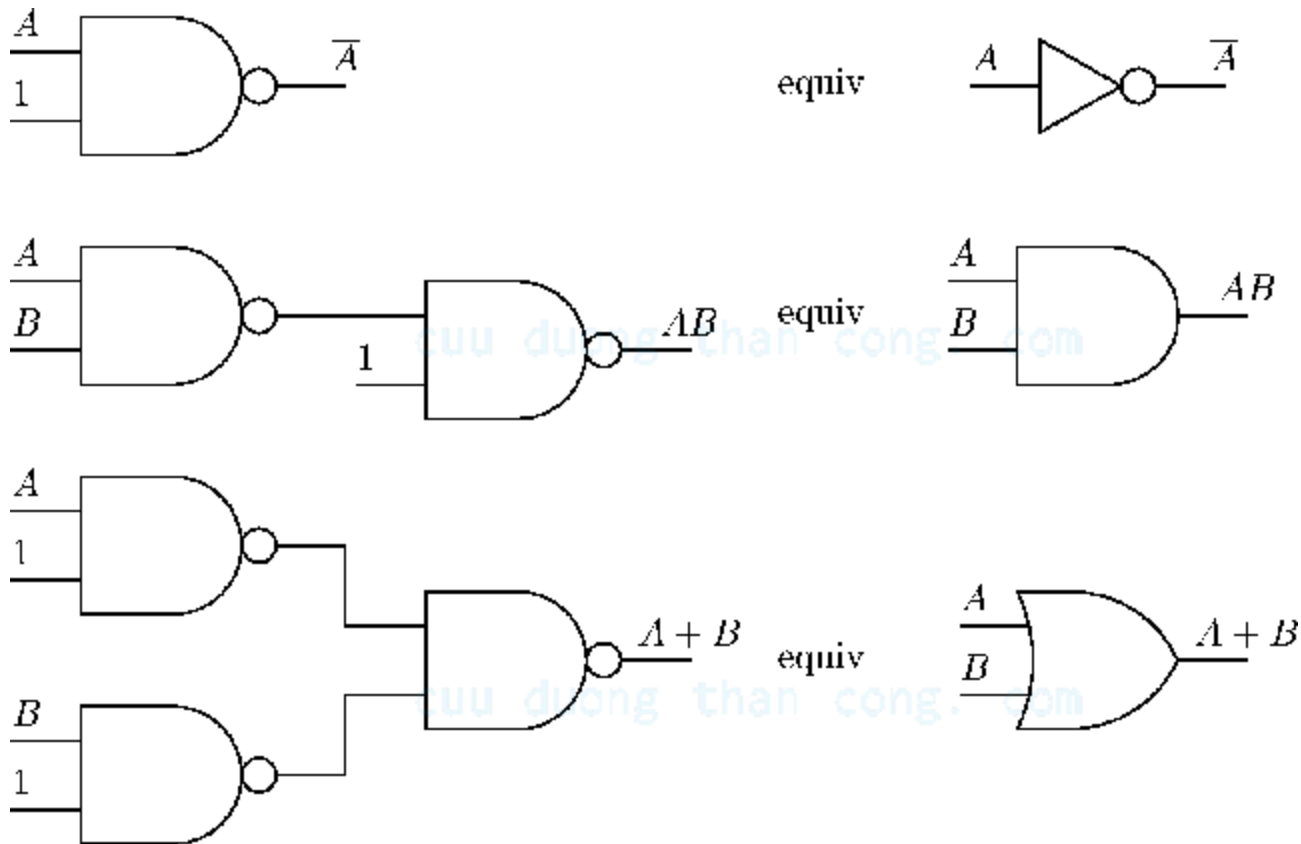 A
1
A̅
equiv
A
A̅
A
B
1
AB
equiv
A
B
AB
cuu duong than cong. com
A
1
B
1
A + B
equiv
A
B
A + B
cuu duong than cong. com